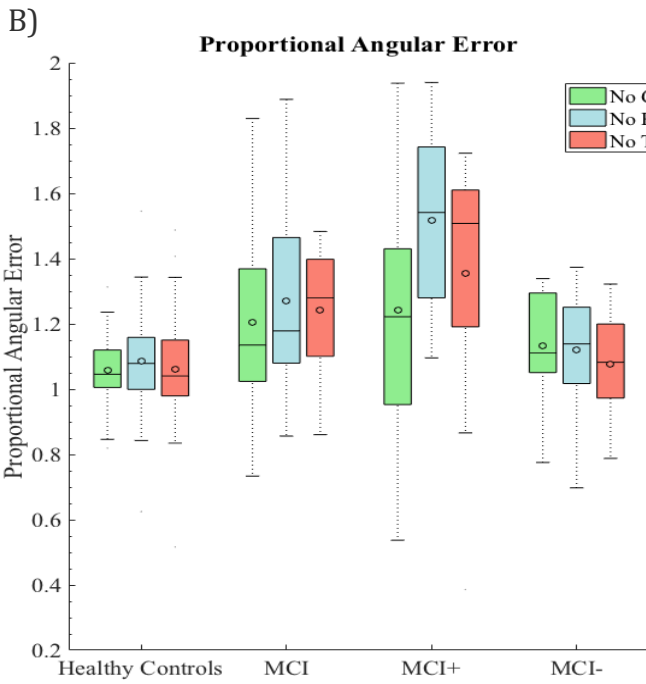 B)
Proportional Angular Error
No
No
No
Proportional Angular Error
2
1.8
1.6
1.4
1.2
1
0.8
0.6
0.4
0.2
Healthy Controls MCI MCI+ MCI-